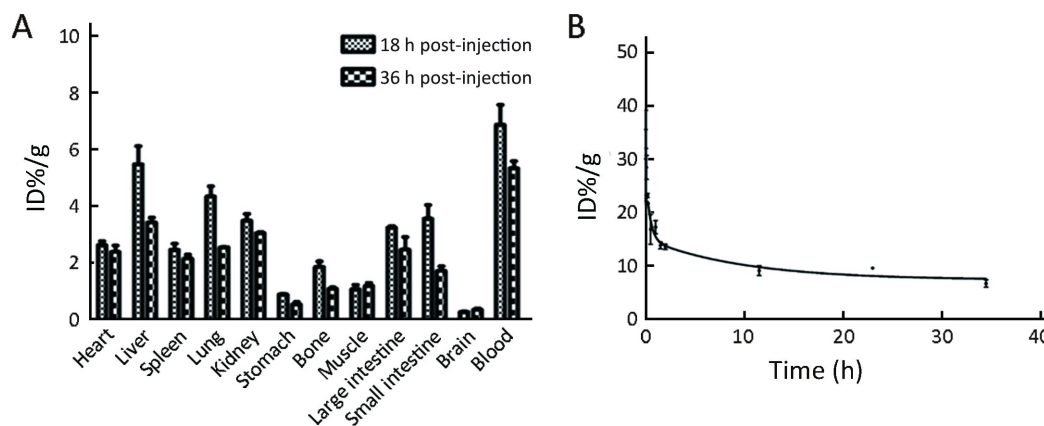 A
ID%/g
10
8
6
4
2
0
18 h post-injection
36 h post-injection
Heart
Liver
Spleen
Lung
Kidney
Stomach
Bone
Muscle
Large intestine
Small intestine
Brain
Blood
B
ID%/g
50
40
30
20
10
0
0
10
20
30
40
Time (h)